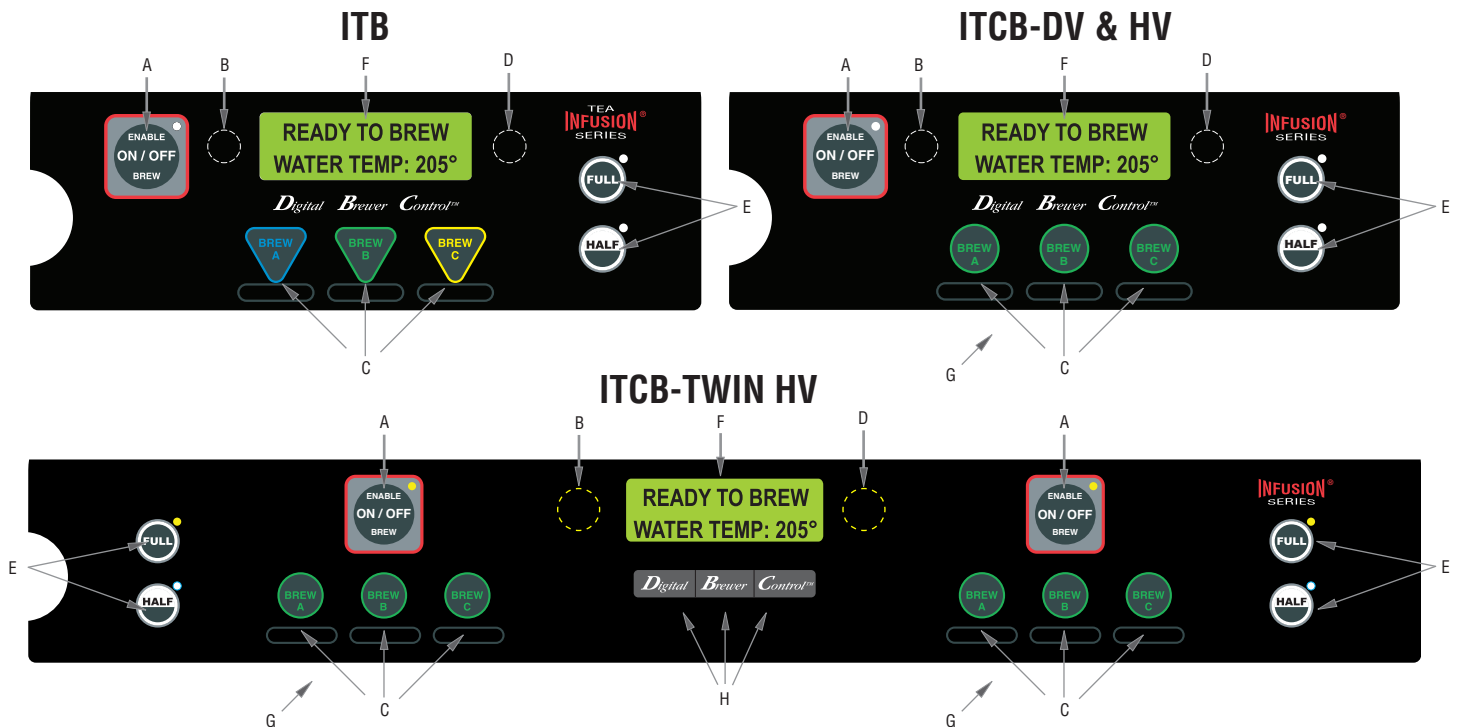 ITB
A
B
F
D
ENABLE
ON / OFF
BREW
READY TO BREW
WATER TEMP: 205°
Digital Brewer Control™
TEA
INFUSION®
SERIES
FULL
HALF
E
BREW
A
BREW
B
BREW
C
C
ITCB-DV & HV
A
B
F
D
ENABLE
ON / OFF
BREW
READY TO BREW
WATER TEMP: 205°
Digital Brewer Control™
INFUSION®
SERIES
FULL
HALF
E
BREW
A
BREW
B
BREW
C
G
C
ITCB-TWIN HV
A
B
F
D
A
E
FULL
HALF
ENABLE
ON / OFF
BREW
BREW
A
BREW
B
BREW
C
G
C
READY TO BREW
WATER TEMP: 205°
Digital Brewer Control™
H
ENABLE
ON / OFF
BREW
BREW
A
BREW
B
BREW
C
G
C
INFUSION®
SERIES
FULL
HALF
E